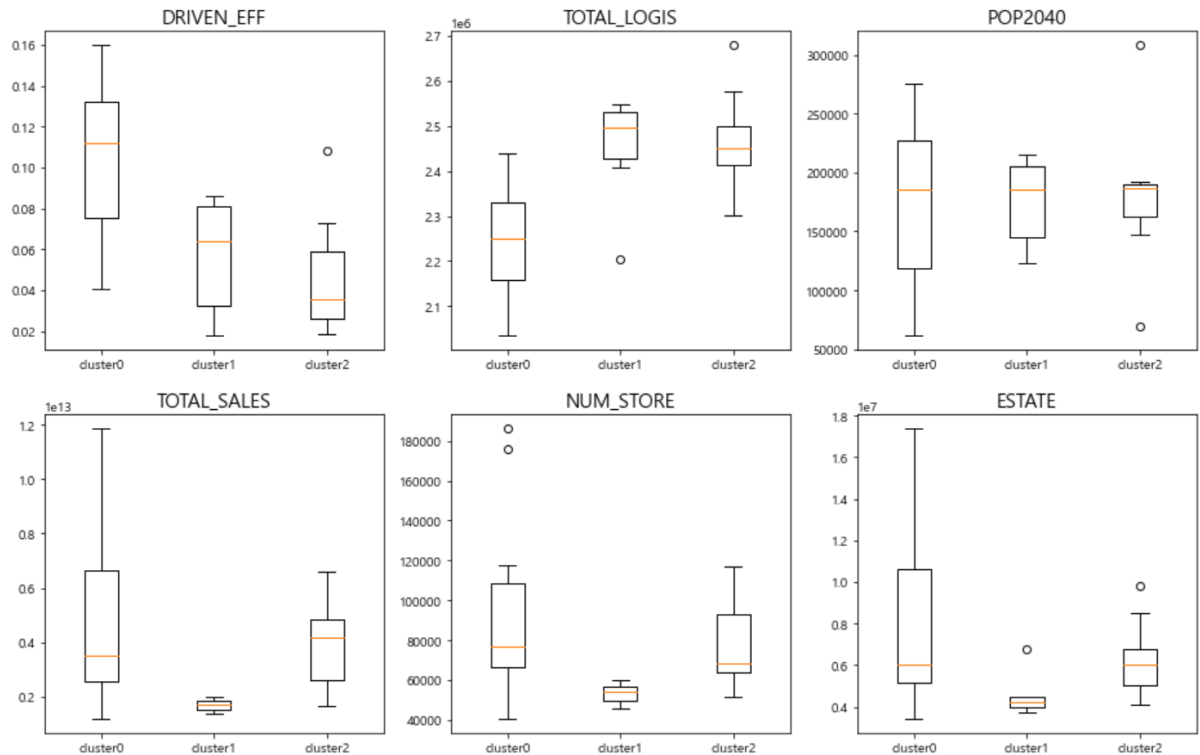 DRIVEN_EFF
0.16
0.14
0.12
0.10
0.08
0.06
0.04
0.02
cluster0 cluster1 cluster2
TOTAL_LOGIS
1e6
2.7
2.6
2.5
2.4
2.3
2.2
2.1
cluster0 cluster1 cluster2
POP2040
300000
250000
200000
150000
100000
50000
cluster0 cluster1 cluster2
TOTAL_SALES
1e13
1.2
1.0
0.8
0.6
0.4
0.2
cluster0 cluster1 cluster2
NUM_STORE
180000
160000
140000
120000
100000
80000
60000
40000
cluster0 cluster1 cluster2
ESTATE
1e7
1.8
1.6
1.4
1.2
1.0
0.8
0.6
0.4
cluster0 cluster1 cluster2